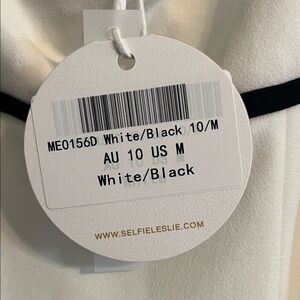 ME0156D White/Black 10/M
AU 10 US M
White/Black
WWW.SELFIELESLIE.COM